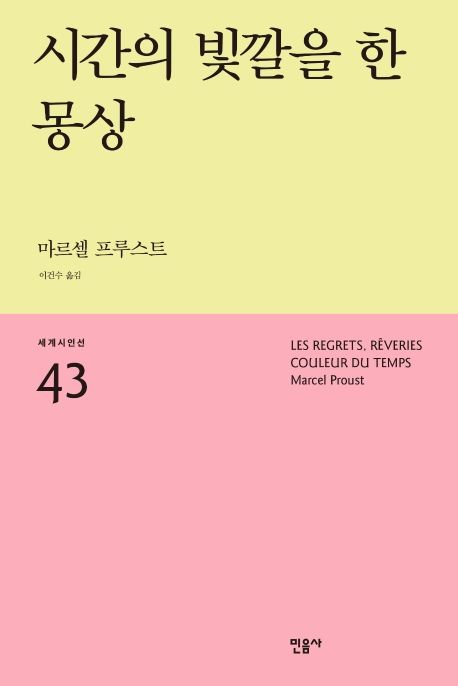 시간의 빛깔을 한
몽상
마르셀 프루스트
이건수 옮김
세계시인선
43
LES REGRETS, RÊVERIES
COULEUR DU TEMPS
Marcel Proust
민음사